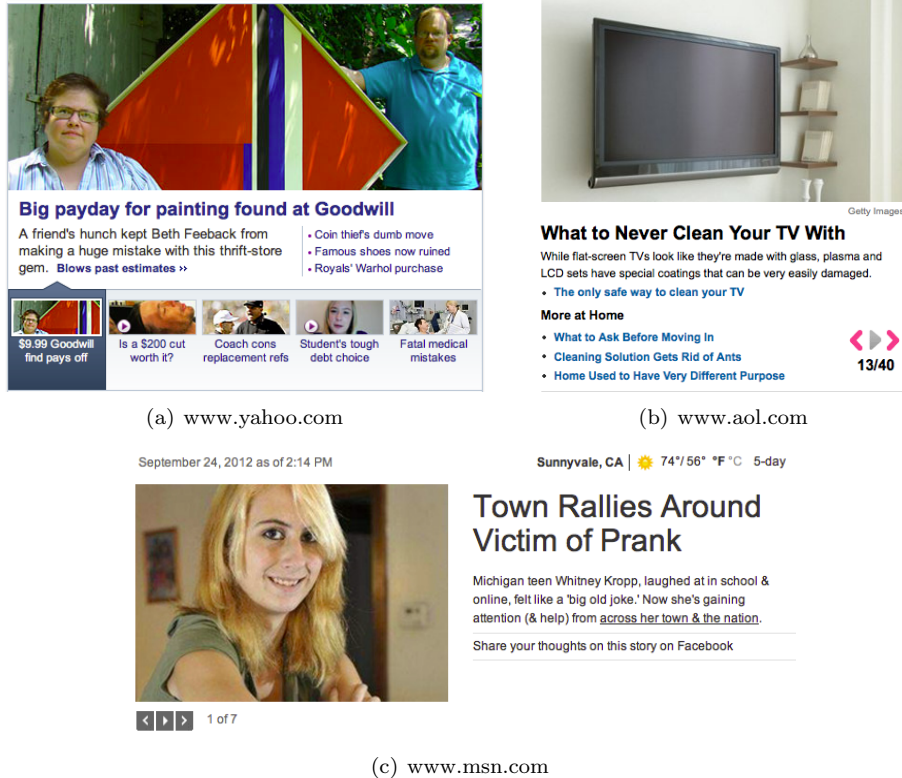 Big payday for painting found at Goodwill
A friend's hunch kept Beth Feeback from
making a huge mistake with this thrift-store
gem. Blows past estimates ››
• Coin thief's dumb move
• Famous shoes now ruined
• Royals' Warhol purchase
$9.99 Goodwill
find pays off
Is a $200 cut
worth it?
Coach cons
replacement refs
Student's tough
debt choice
Fatal medical
mistakes
(a) www.yahoo.com
Getty Images
What to Never Clean Your TV With
While flat-screen TVs look like they're made with glass, plasma and
LCD sets have special coatings that can be very easily damaged.
• The only safe way to clean your TV
More at Home
• What to Ask Before Moving In
• Cleaning Solution Gets Rid of Ants
• Home Used to Have Very Different Purpose
13/40
(b) www.aol.com
September 24, 2012 as of 2:14 PM
Sunnyvale, CA | 74°/ 56° °F °C 5-day
Town Rallies Around
Victim of Prank
Michigan teen Whitney Kropp, laughed at in school &
online, felt like a 'big old joke.' Now she's gaining
attention (& help) from across her town & the nation.
Share your thoughts on this story on Facebook
1 of 7
(c) www.msn.com